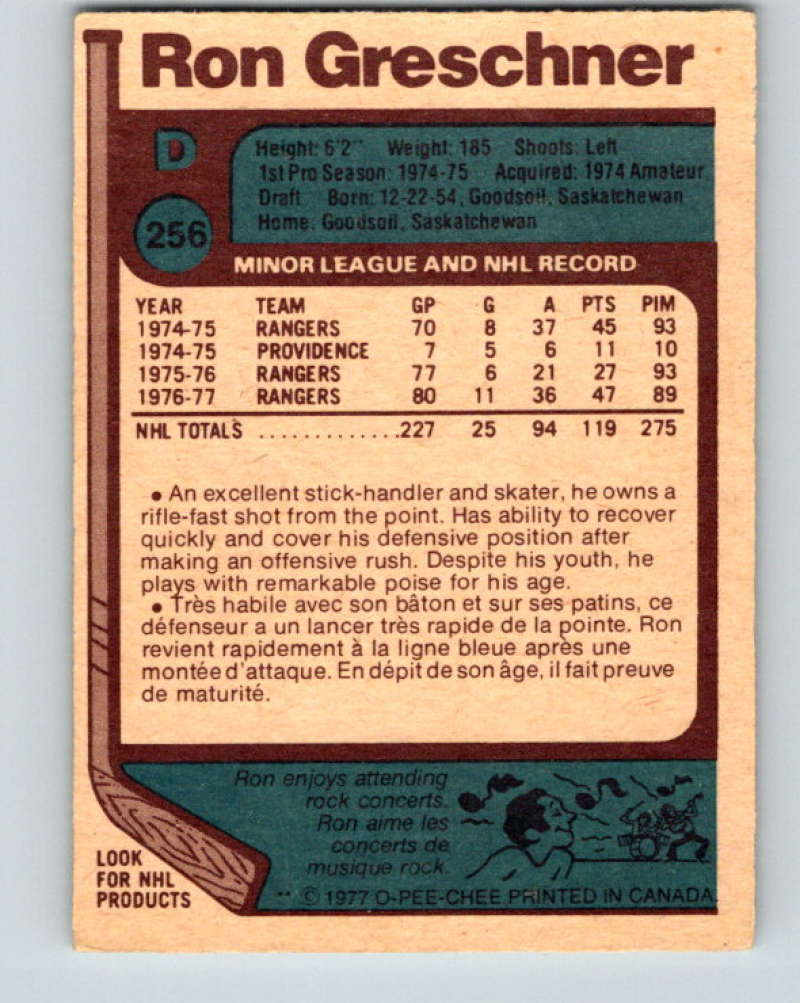 Ron Greschner
D
Height: 6'2" Weight: 185 Shoots: Left
1st Pro Season: 1974-75 Acquired: 1974 Amateur
Draft Born: 12-22-54, Goodsoil, Saskatchewan
Home: Goodsoil, Saskatchewan
256
MINOR LEAGUE AND NHL RECORD
YEAR TEAM GP G A PTS PIM
1974-75 RANGERS 70 8 37 45 93
1974-75 PROVIDENCE 7 5 6 11 10
1975-76 RANGERS 77 6 21 27 93
1976-77 RANGERS 80 11 36 47 89
NHL TOTALS ..............227 25 94 119 275
• An excellent stick-handler and skater, he owns a
rifle-fast shot from the point. Has ability to recover
quickly and cover his defensive position after
making an offensive rush. Despite his youth, he
plays with remarkable poise for his age.
• Très habile avec son bâton et sur ses patins, ce
défenseur a un lancer très rapide de la pointe. Ron
revient rapidement à la ligne bleue après une
montée d'attaque. En dépit de son âge, il fait preuve
de maturité.
Ron enjoys attending
rock concerts.
Ron aime les
concerts de
musique rock.
LOOK
FOR NHL
PRODUCTS
** © 1977 O-PEE-CHEE PRINTED IN CANADA